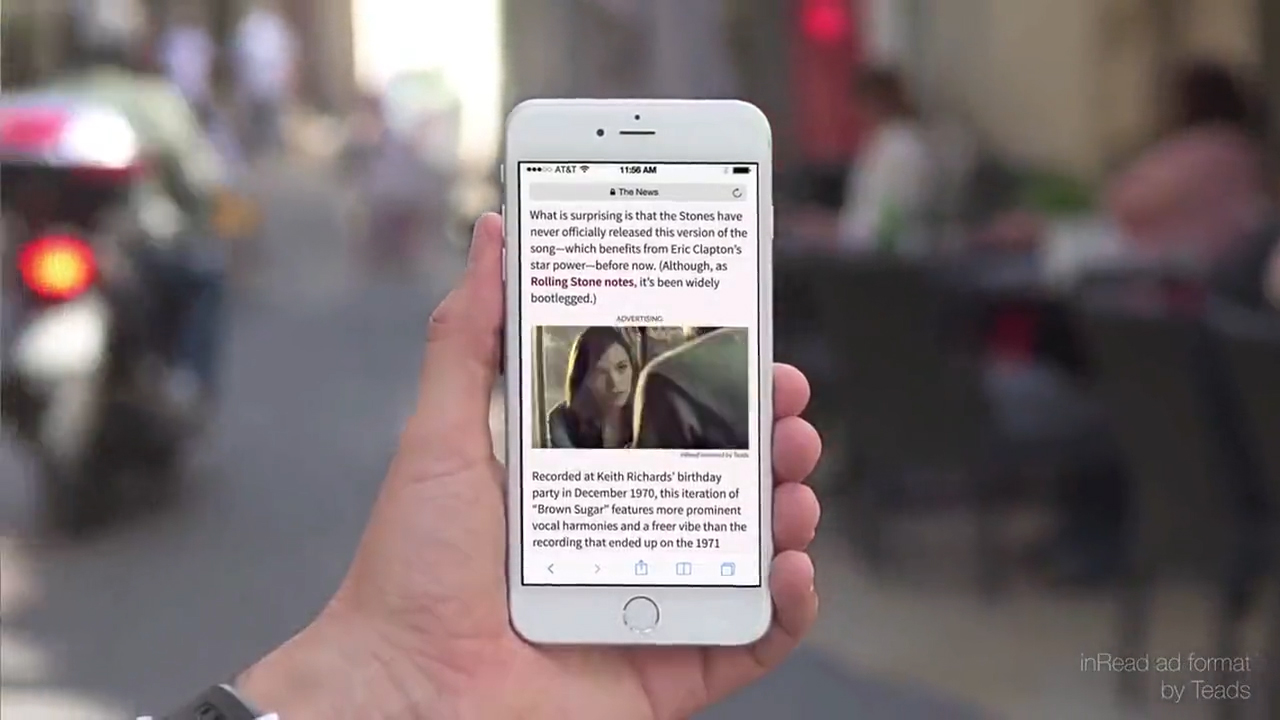 AT&T
11:56 AM
The News
What is surprising is that the Stones have
never officially released this version of the
song—which benefits from Eric Clapton's
star power—before now. (Although, as
Rolling Stone notes, it's been widely
bootlegged.)
ADVERTISING
inRead invented by Teads
Recorded at Keith Richards' birthday
party in December 1970, this iteration of
“Brown Sugar” features more prominent
vocal harmonies and a freer vibe than the
recording that ended up on the 1971
inRead ad format
by Teads